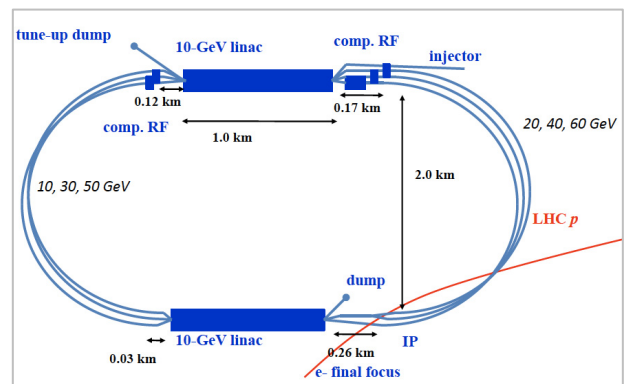 tune-up dump
10-GeV linac
comp. RF
injector
0.12 km
0.17 km
comp. RF
1.0 km
20, 40, 60 GeV
2.0 km
10, 30, 50 GeV
LHC p
dump
10-GeV linac
IP
0.03 km
0.26 km
e- final focus